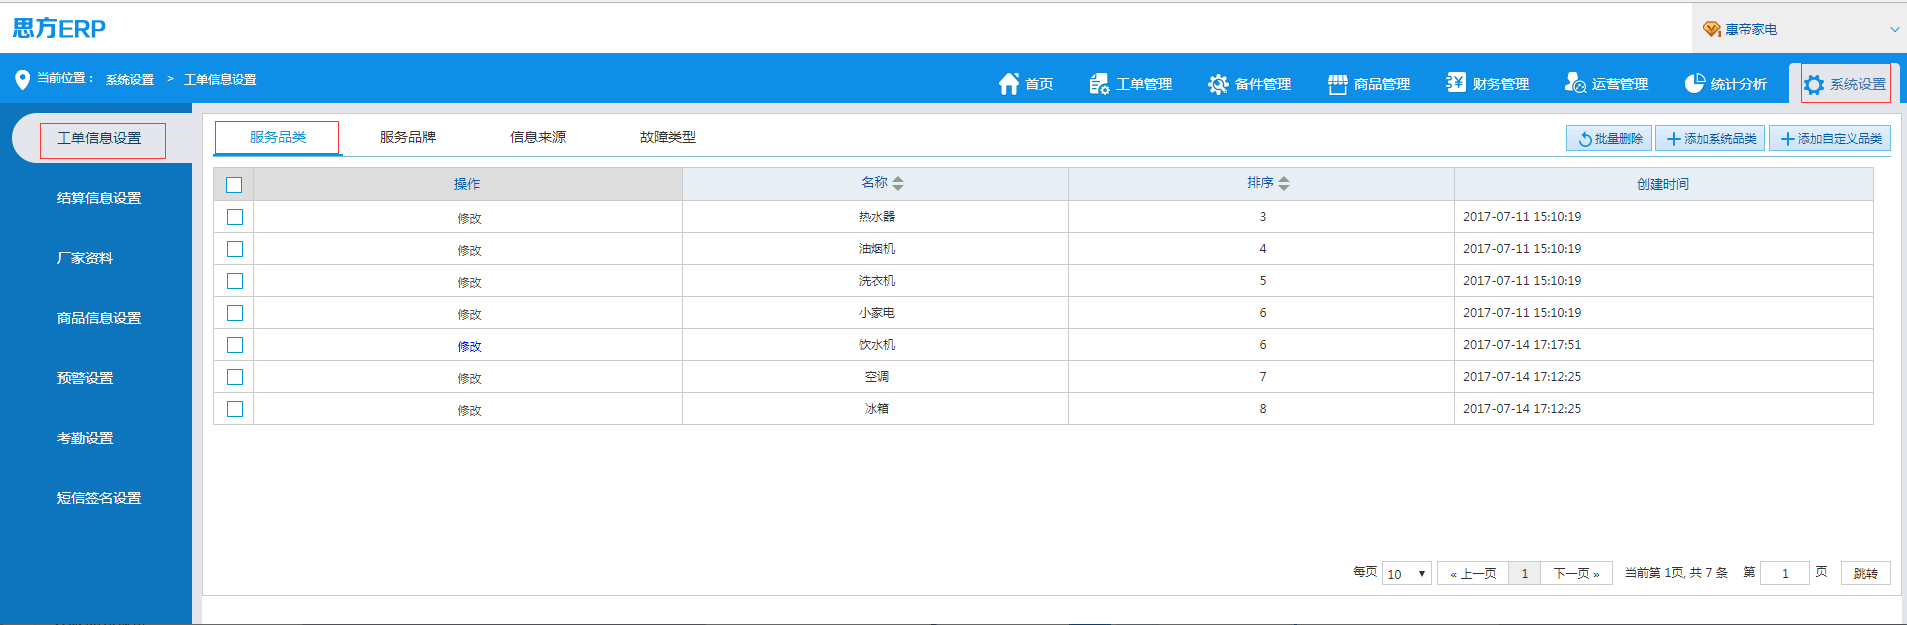 思方ERP
惠帝家电
当前位置： 系统设置 > 工单信息设置
首页 工单管理 备件管理 商品管理 财务管理 运营管理 统计分析 系统设置
工单信息设置
结算信息设置
厂家资料
商品信息设置
预警设置
考勤设置
短信签名设置
服务品类 服务品牌 信息来源 故障类型
批量删除 添加系统品类 添加自定义品类
操作 名称 排序 创建时间
修改 热水器 3 2017-07-11 15:10:19
修改 油烟机 4 2017-07-11 15:10:19
修改 洗衣机 5 2017-07-11 15:10:19
修改 小家电 6 2017-07-11 15:10:19
修改 饮水机 6 2017-07-14 17:17:51
修改 空调 7 2017-07-14 17:12:25
修改 冰箱 8 2017-07-14 17:12:25
每页 10 « 上一页 1 下一页 » 当前第 1页, 共 7 条 第 1 页 跳转